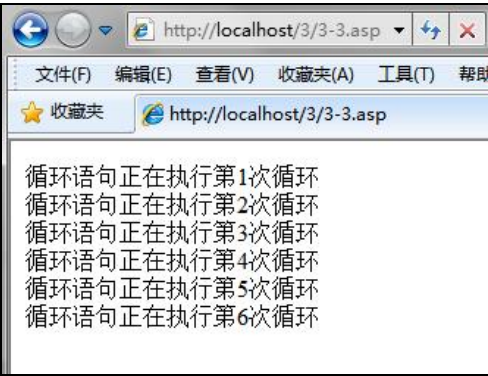 http://localhost/3/3-3.asp
文件(F) 编辑(E) 查看(V) 收藏夹(A) 工具(T) 帮助
收藏夹 http://localhost/3/3-3.asp
循环语句正在执行第1次循环
循环语句正在执行第2次循环
循环语句正在执行第3次循环
循环语句正在执行第4次循环
循环语句正在执行第5次循环
循环语句正在执行第6次循环